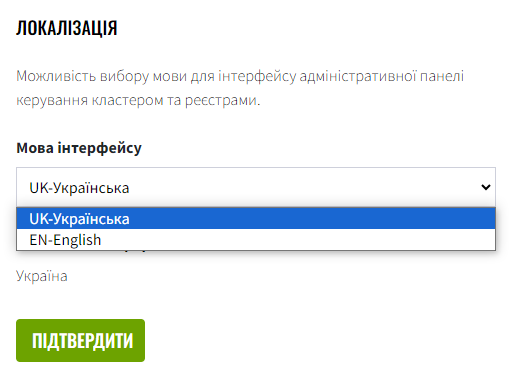 ЛОКАЛІЗАЦІЯ
Можливість вибору мови для інтерфейсу адміністративної панелі
керування кластером та реєстрами.
Мова інтерфейсу
UK-Українська
UK-Українська
EN-English
Україна
ПІДТВЕРДИТИ